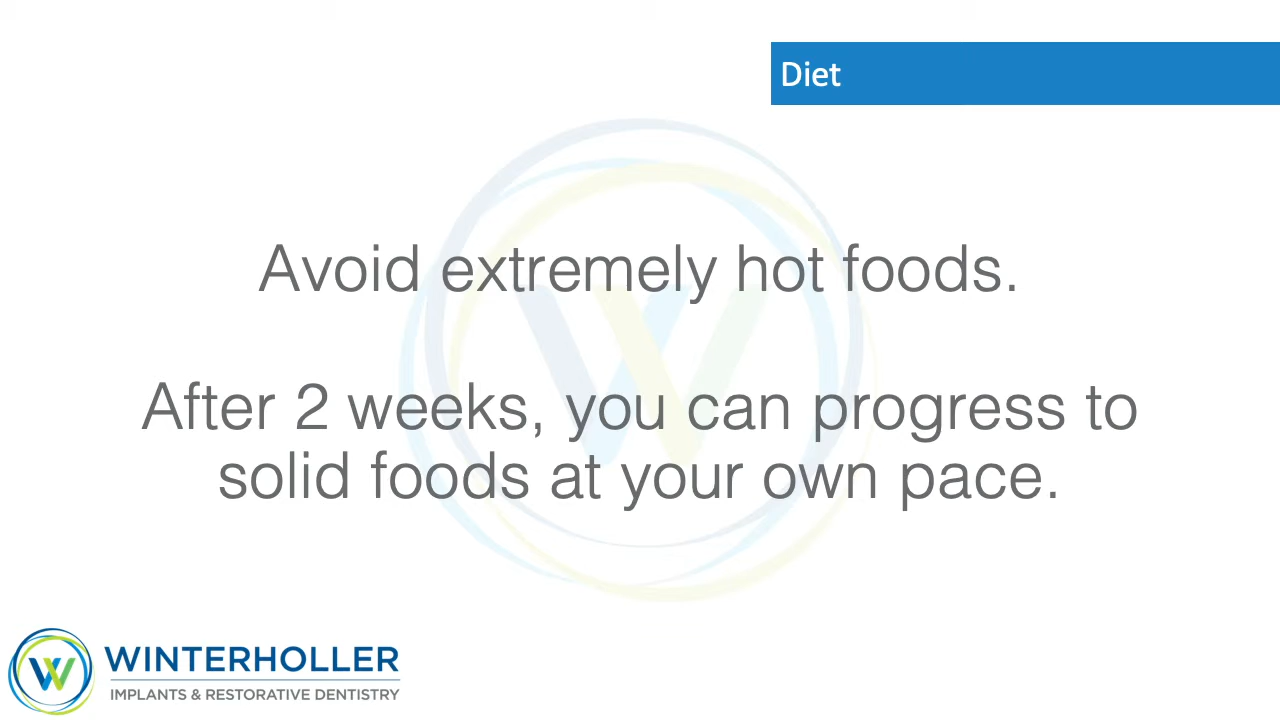 Diet
Avoid extremely hot foods.
After 2 weeks, you can progress to
solid foods at your own pace.
WINTERHOLLER
IMPLANTS & RESTORATIVE DENTISTRY